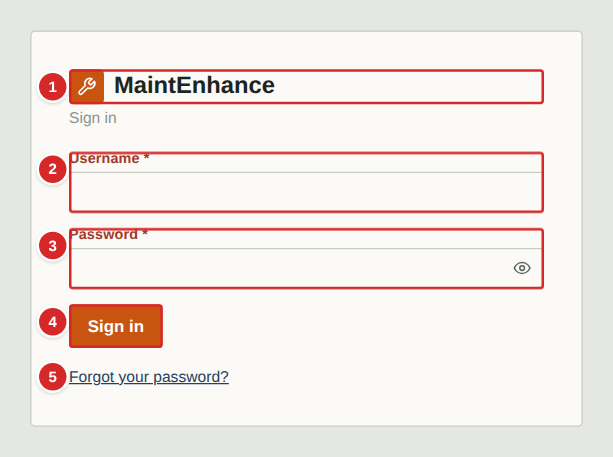 1 MaintEnhance
Sign in
2 Username *
3 Password *
4 Sign in
5 Forgot your password?